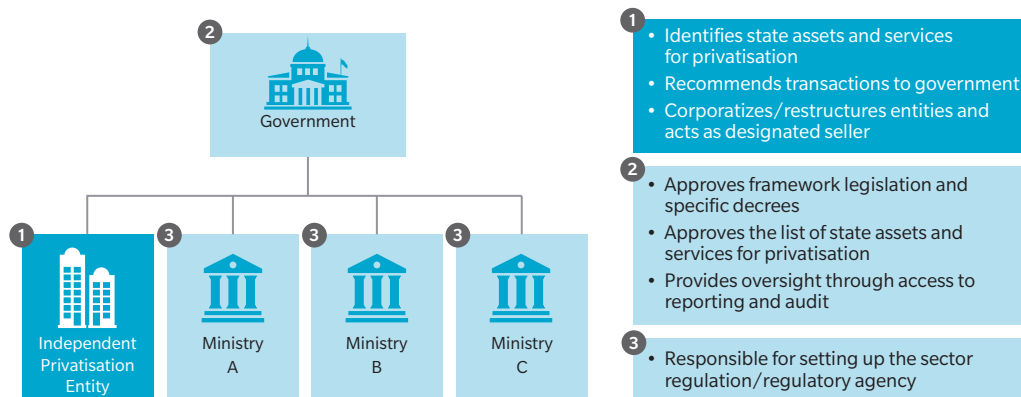 2
Government
1
Independent
Privatisation
Entity
3
Ministry
A
3
Ministry
B
3
Ministry
C
1
• Identifies state assets and services
for privatisation
• Recommends transactions to government
• Corporatizes/restructures entities and
acts as designated seller
2
• Approves framework legislation and
specific decrees
• Approves the list of state assets and
services for privatisation
• Provides oversight through access to
reporting and audit
3
• Responsible for setting up the sector
regulation/regulatory agency